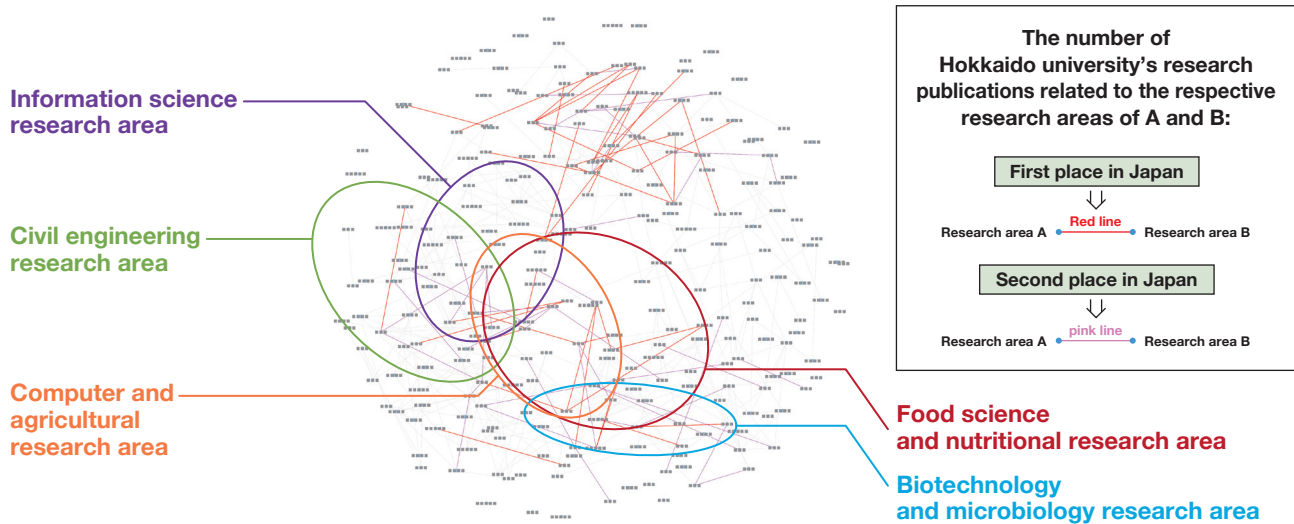 Information science
research area
Civil engineering
research area
Computer and
agricultural
research area
The number of
Hokkaido university's research
publications related to the respective
research areas of A and B:
First place in Japan
Red line
Research area A
Research area B
Second place in Japan
pink line
Research area A
Research area B
Food science
and nutritional research area
Biotechnology
and microbiology research area